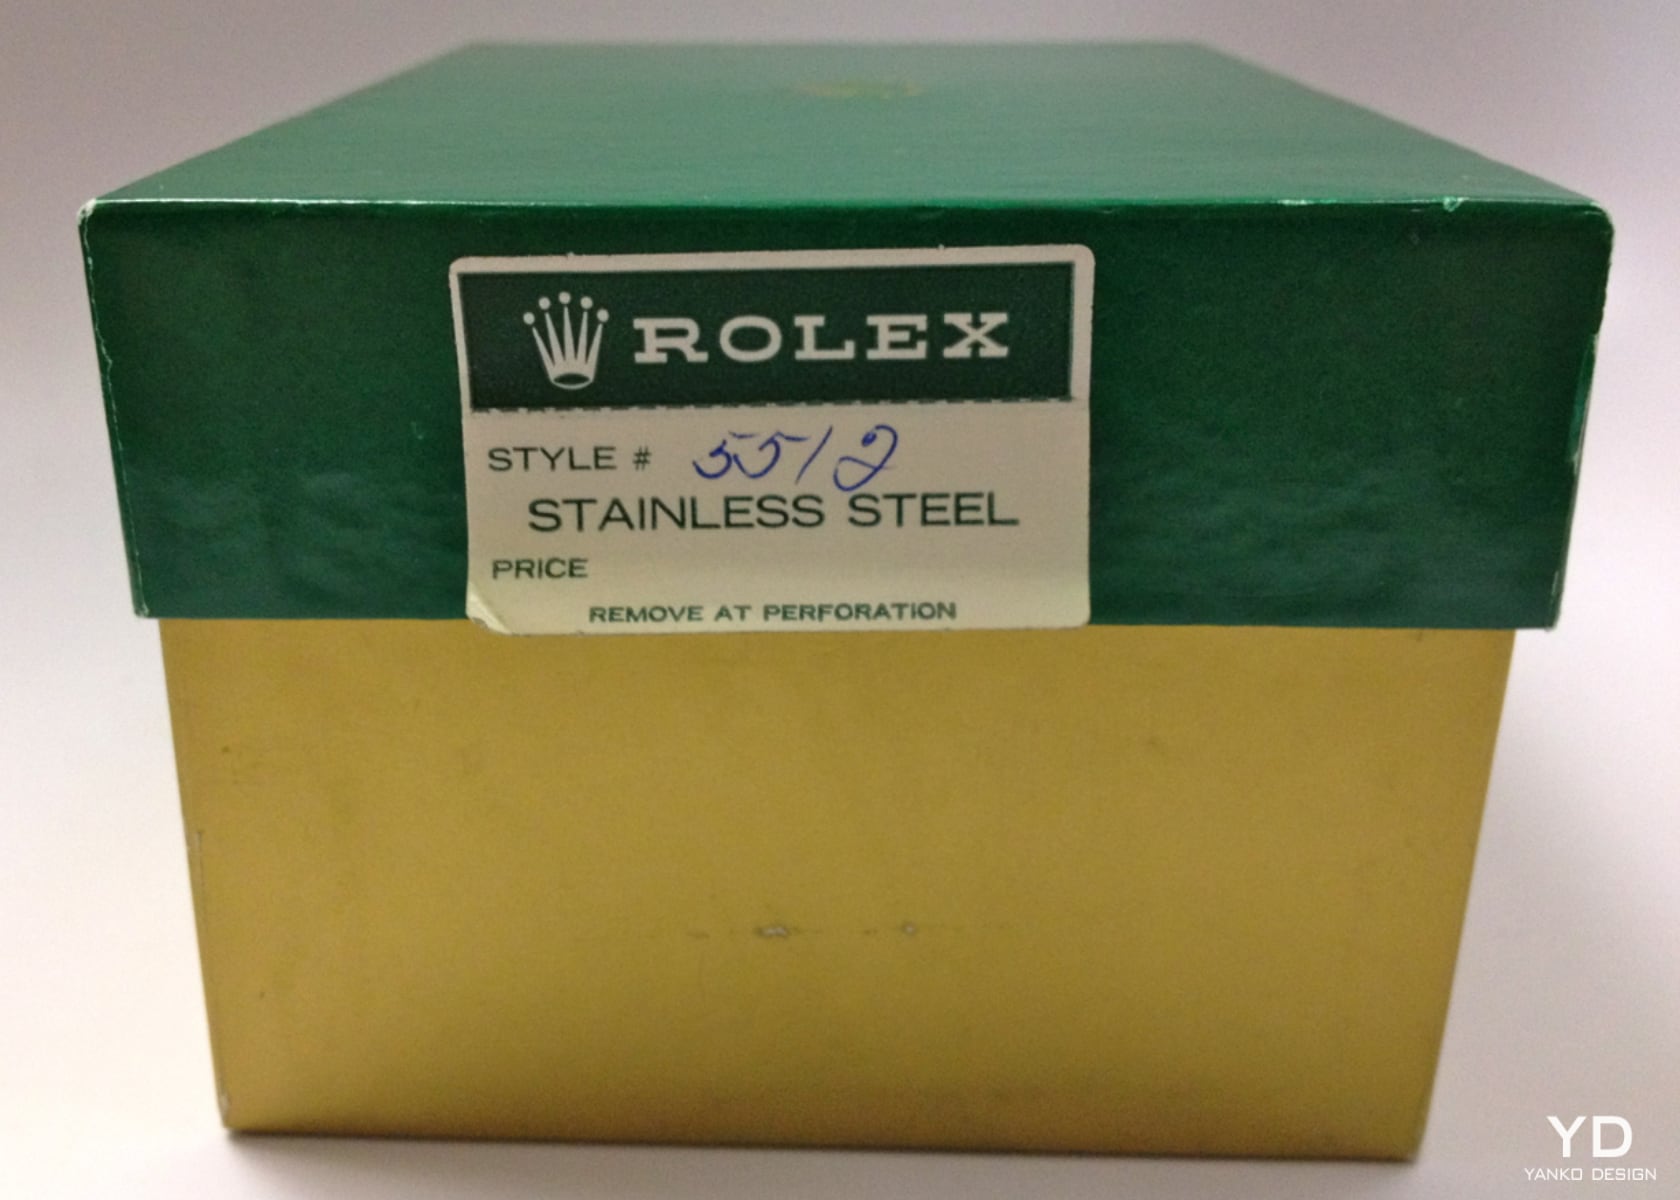 ROLEX
STYLE # 5512
STAINLESS STEEL
PRICE
REMOVE AT PERFORATION
YD
YANKO DESIGN